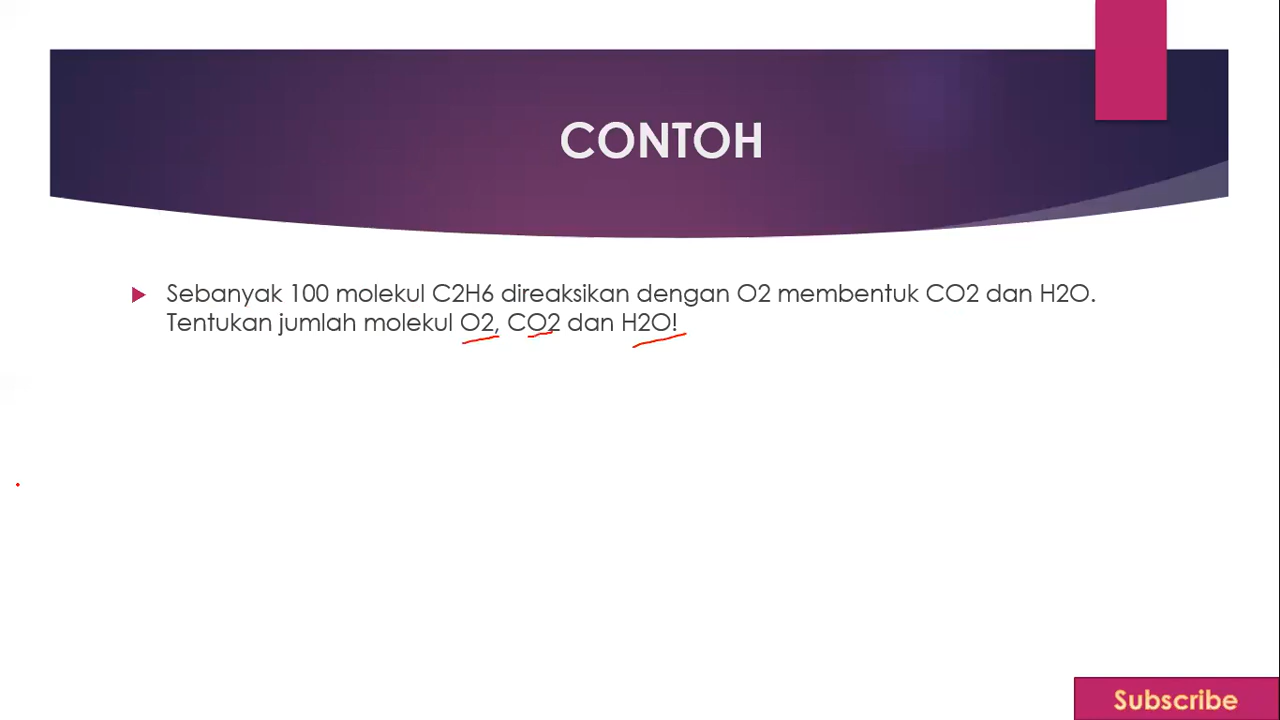 CONTOH
Sebanyak 100 molekul C2H6 direaksikan dengan O2 membentuk CO2 dan H2O.
Tentukan jumlah molekul O2, CO2 dan H2O!
Subscribe